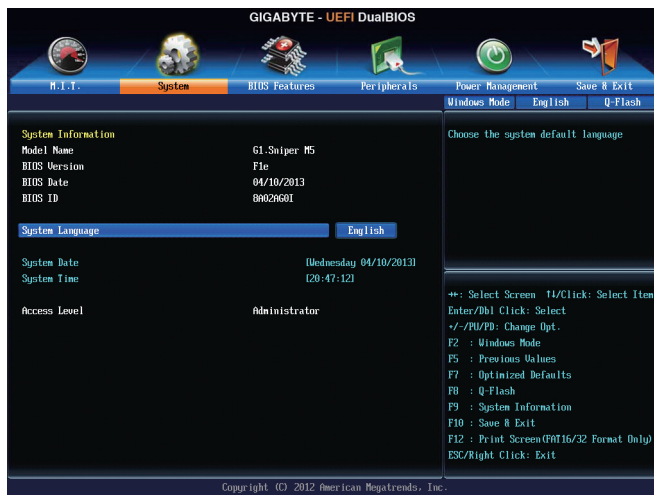 GIGABYTE - UEFI DualBIOS
M.I.T. System BIOS Features Peripherals Power Management Save & Exit
Windows Mode English Q-Flash
System Information
Model Name G1.Sniper M5
BIOS Version F1e
BIOS Date 04/10/2013
BIOS ID 8A02AG0I
System Language English
System Date [Wednesday 04/10/2013]
System Time [20:47:12]
Access Level Administrator
Choose the system default language
→←: Select Screen ↑↓/Click: Select Item
Enter/Dbl Click: Select
+/-/PU/PD: Change Opt.
F2 : Windows Mode
F5 : Previous Values
F7 : Optimized Defaults
F8 : Q-Flash
F9 : System Information
F10 : Save & Exit
F12 : Print Screen(FAT16/32 Format Only)
ESC/Right Click: Exit
Copyright (C) 2012 American Megatrends, Inc.